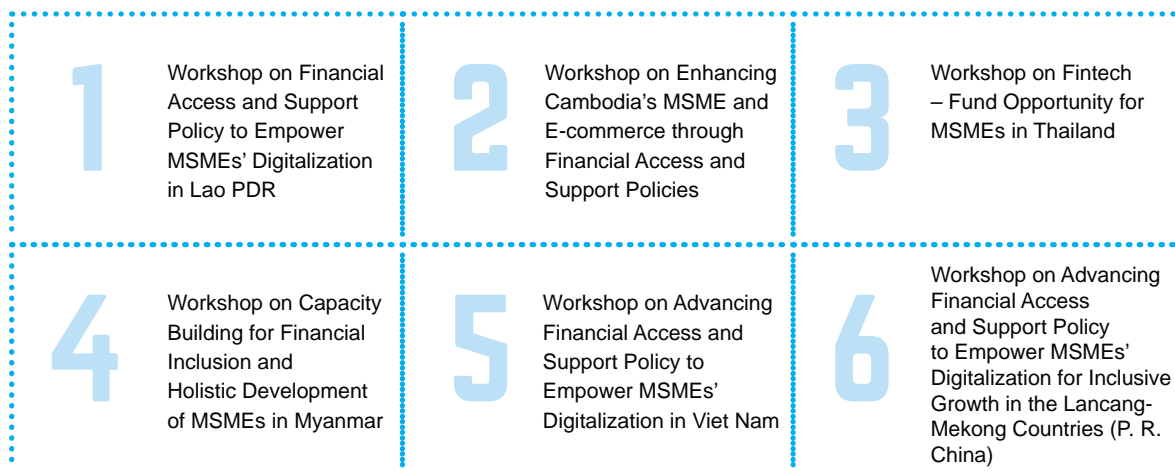 1
Workshop on Financial
Access and Support
Policy to Empower
MSMEs’ Digitalization
in Lao PDR
2
Workshop on Enhancing
Cambodia’s MSME and
E-commerce through
Financial Access and
Support Policies
3
Workshop on Fintech
– Fund Opportunity for
MSMEs in Thailand
4
Workshop on Capacity
Building for Financial
Inclusion and
Holistic Development
of MSMEs in Myanmar
5
Workshop on Advancing
Financial Access and
Support Policy to
Empower MSMEs’
Digitalization in Viet Nam
6
Workshop on Advancing
Financial Access
and Support Policy
to Empower MSMEs’
Digitalization for Inclusive
Growth in the Lancang-
Mekong Countries (P. R.
China)